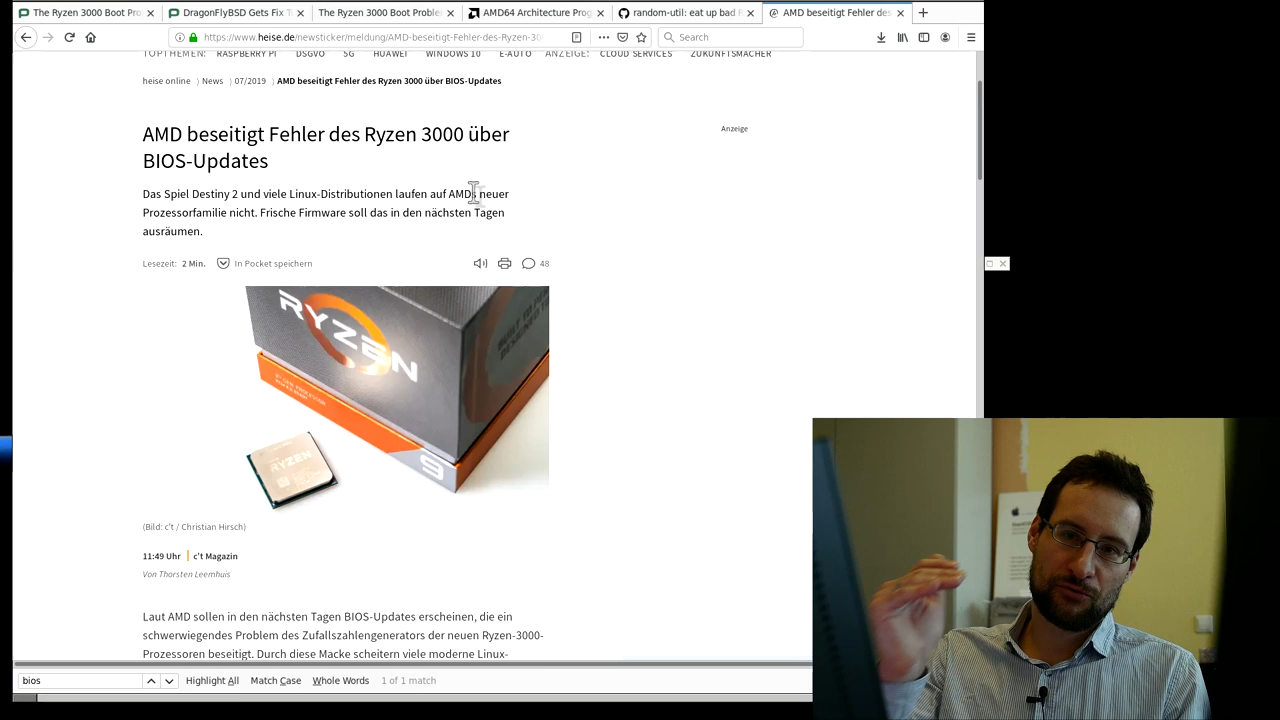 The Ryzen 3000 Boot Proble
DragonFlyBSD Gets Fix T
The Ryzen 3000 Boot Proble
AMD64 Architecture Prog
random-util: eat up bad R
AMD beseitigt Fehler des
https://www.heise.de/newsticker/meldung/AMD-beseitigt-Fehler-des-Ryzen-30
Search
TOPTHEMEN: RASPBERRY PI DSGVO 5G HUAWEI WINDOWS 10 E-AUTO ANZEIGE: CLOUD SERVICES ZUKUNFTSMACHER
heise online 〉 News 〉 07/2019 〉 AMD beseitigt Fehler des Ryzen 3000 über BIOS-Updates
Anzeige
AMD beseitigt Fehler des Ryzen 3000 über
BIOS-Updates
Das Spiel Destiny 2 und viele Linux-Distributionen laufen auf AMDs neuer
Prozessorfamilie nicht. Frische Firmware soll das in den nächsten Tagen
ausräumen.
Lesezeit: 2 Min. In Pocket speichern 48
RYZEN
RYZEN
9
(Bild: c't / Christian Hirsch)
11:49 Uhr | c't Magazin
Von Thorsten Leemhuis
Laut AMD sollen in den nächsten Tagen BIOS-Updates erscheinen, die ein
schwerwiegendes Problem des Zufallszahlengenerators der neuen Ryzen-3000-
Prozessoren beseitigt. Durch diese Macke scheitern viele moderne Linux-
bios
Highlight All Match Case Whole Words 1 of 1 match